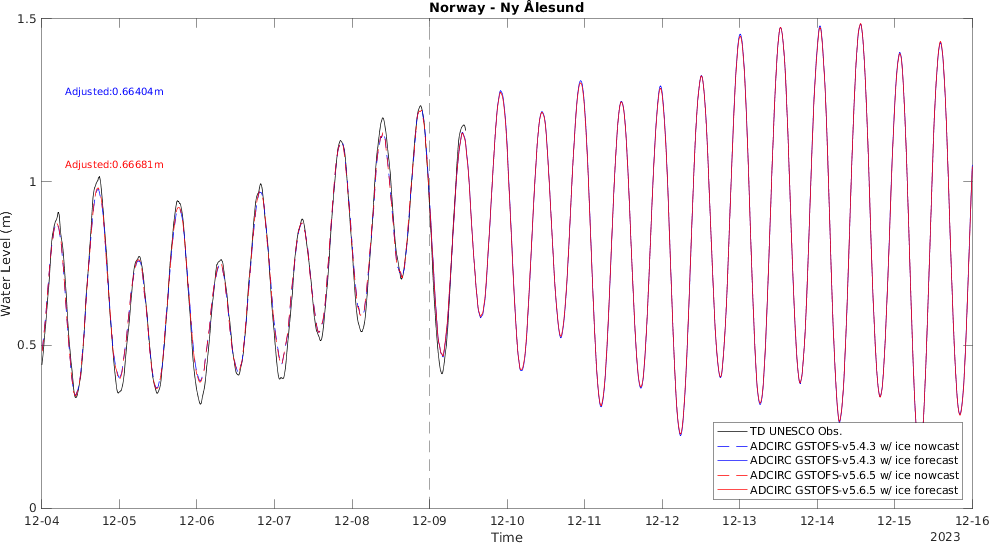 Norway - Ny Ålesund
1.5
Adjusted:0.66404m
Adjusted:0.66681m
1
Water Level (m)
0.5
TD UNESCO Obs.
ADCIRC GSTOFS-v5.4.3 w/ ice nowcast
ADCIRC GSTOFS-v5.4.3 w/ ice forecast
ADCIRC GSTOFS-v5.6.5 w/ ice nowcast
ADCIRC GSTOFS-v5.6.5 w/ ice forecast
0
12-04 12-05 12-06 12-07 12-08 12-09 12-10 12-11 12-12 12-13 12-14 12-15 12-16
Time
2023